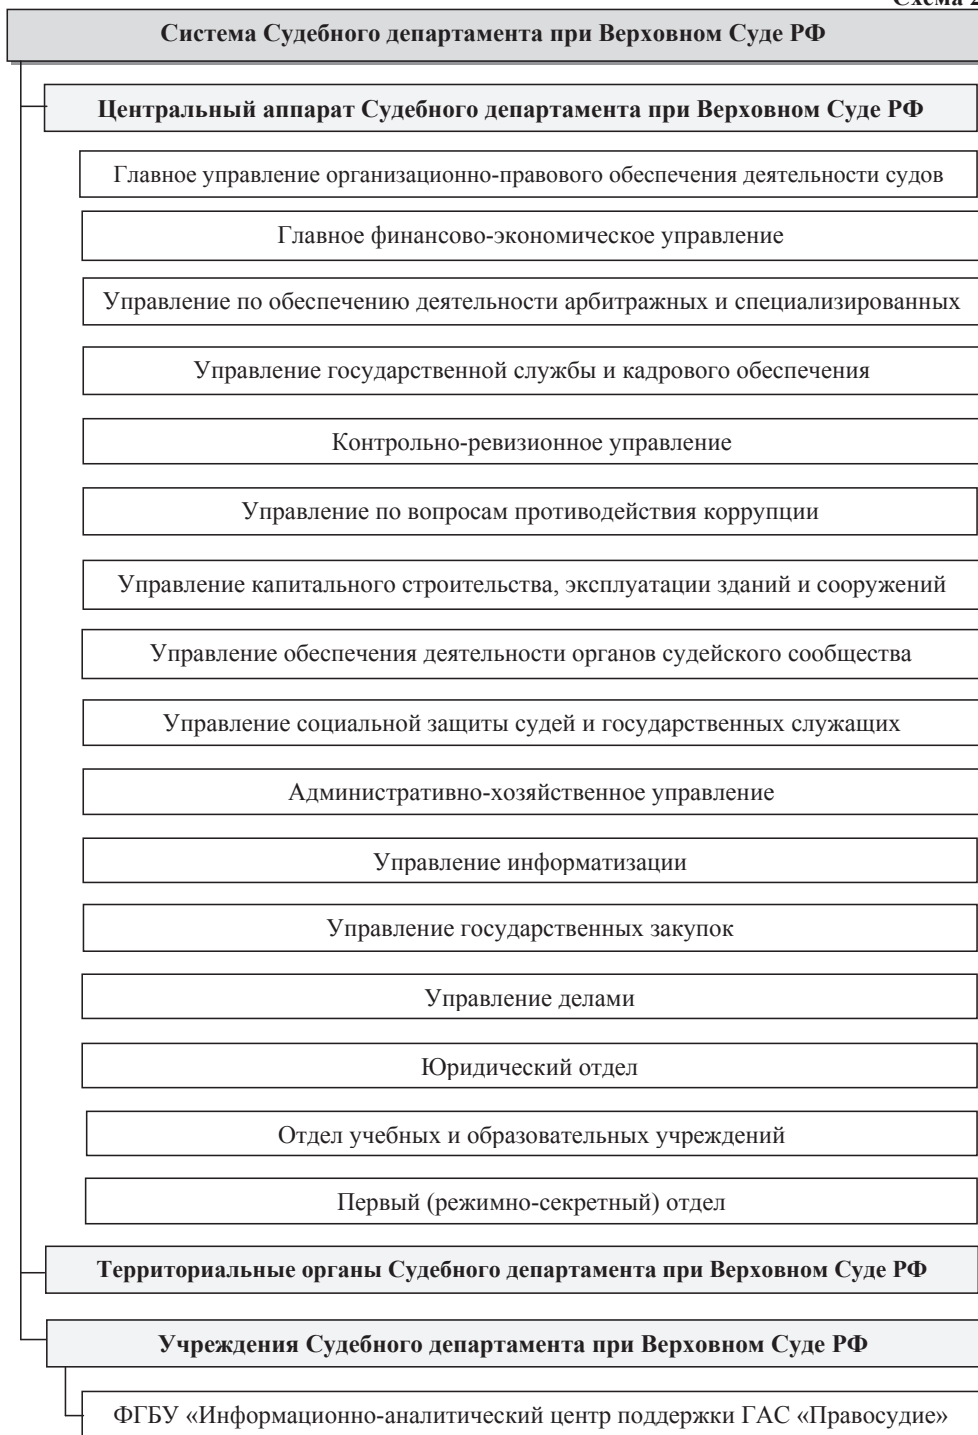 Схема 2
Система Судебного департамента при Верховном Суде РФ
Центральный аппарат Судебного департамента при Верховном Суде РФ
Главное управление организационно-правового обеспечения деятельности судов
Главное финансово-экономическое управление
Управление по обеспечению деятельности арбитражных и специализированных
Управление государственной службы и кадрового обеспечения
Контрольно-ревизионное управление
Управление по вопросам противодействия коррупции
Управление капитального строительства, эксплуатации зданий и сооружений
Управление обеспечения деятельности органов судейского сообщества
Управление социальной защиты судей и государственных служащих
Административно-хозяйственное управление
Управление информатизации
Управление государственных закупок
Управление делами
Юридический отдел
Отдел учебных и образовательных учреждений
Первый (режимно-секретный) отдел
Территориальные органы Судебного департамента при Верховном Суде РФ
Учреждения Судебного департамента при Верховном Суде РФ
ФГБУ «Информационно-аналитический центр поддержки ГАС «Правосудие»